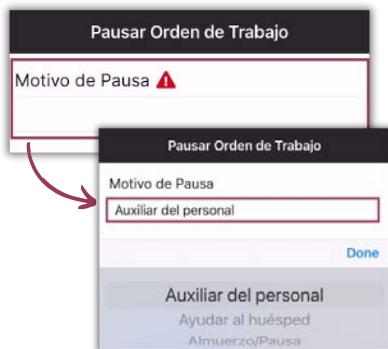 Pausar Orden de Trabajo
Motivo de Pausa
Pausar Orden de Trabajo
Motivo de Pausa
Auxiliar del personal
Done
Auxiliar del personal
Ayudar al huésped
Almuerzo/Pausa